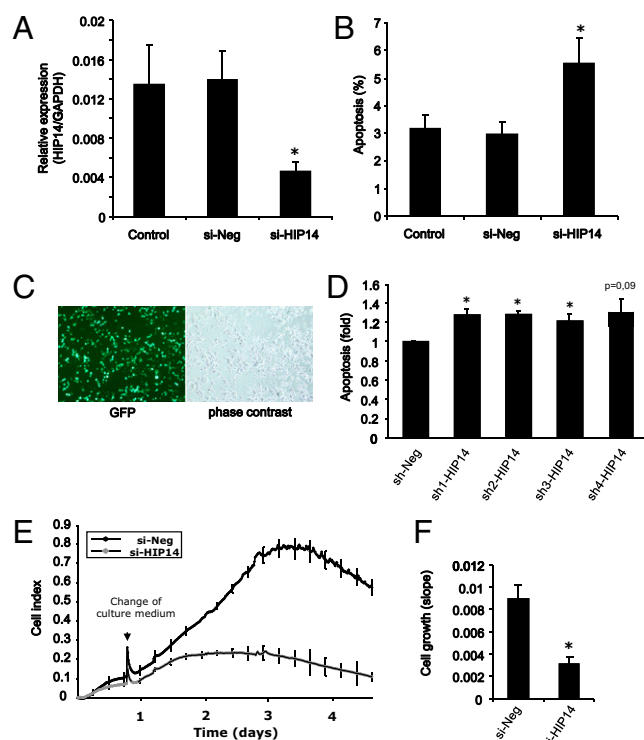 A
Relative expression
(HIP14/GAPDH)
0.02
0.016
0.012
0.008
0.004
0
*
Control
si-Neg
si-HIP14
B
Apoptosis (%)
8
7
6
5
4
3
2
1
0
*
Control
si-Neg
si-HIP14
C
GFP
phase contrast
D
Apoptosis (fold)
1.6
1.4
1.2
1
0.8
0.6
0.4
0.2
0
*
*
*
p=0,09
sh-Neg
sh1-HIP14
sh2-HIP14
sh3-HIP14
sh4-HIP14
E
Cell index
0.9
0.8
0.7
0.6
0.5
0.4
0.3
0.2
0.1
0
si-Neg
si-HIP14
Change of
culture medium
1
2
3
4
Time (days)
F
Cell growth (slope)
0.012
0.01
0.008
0.006
0.004
0.002
0
*
si-Neg
si-HIP14